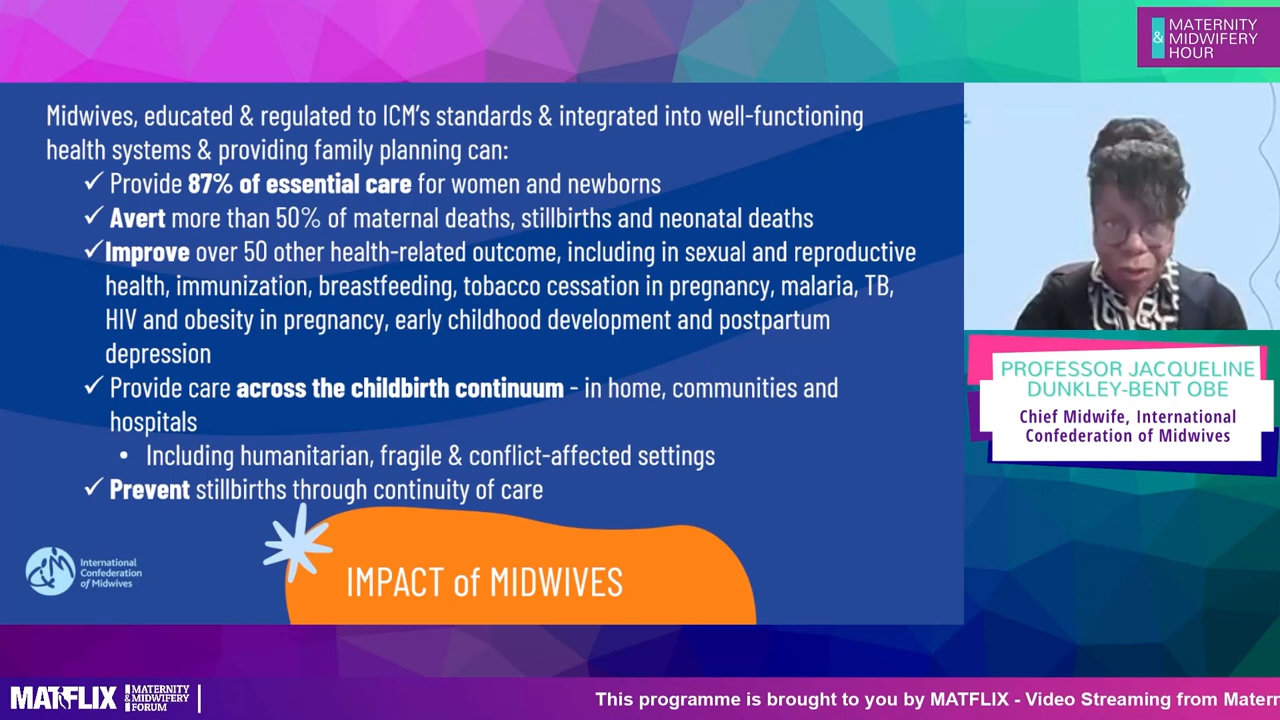 MATERNITY
& MIDWIFERY
HOUR
Midwives, educated & regulated to ICM's standards & integrated into well-functioning
health systems & providing family planning can:
✓ Provide 87% of essential care for women and newborns
✓ Avert more than 50% of maternal deaths, stillbirths and neonatal deaths
✓ Improve over 50 other health-related outcome, including in sexual and reproductive
health, immunization, breastfeeding, tobacco cessation in pregnancy, malaria, TB,
HIV and obesity in pregnancy, early childhood development and postpartum
depression
✓ Provide care across the childbirth continuum - in home, communities and
hospitals
• Including humanitarian, fragile & conflict-affected settings
✓ Prevent stillbirths through continuity of care
IMPACT of MIDWIVES
International
Confederation
of Midwives
PROFESSOR JACQUELINE
DUNKLEY-BENT OBE
Chief Midwife, International
Confederation of Midwives
MATFLIX
MATERNITY
& MIDWIFERY
FORUM
This programme is brought to you by MATFLIX - Video Streaming from Matern